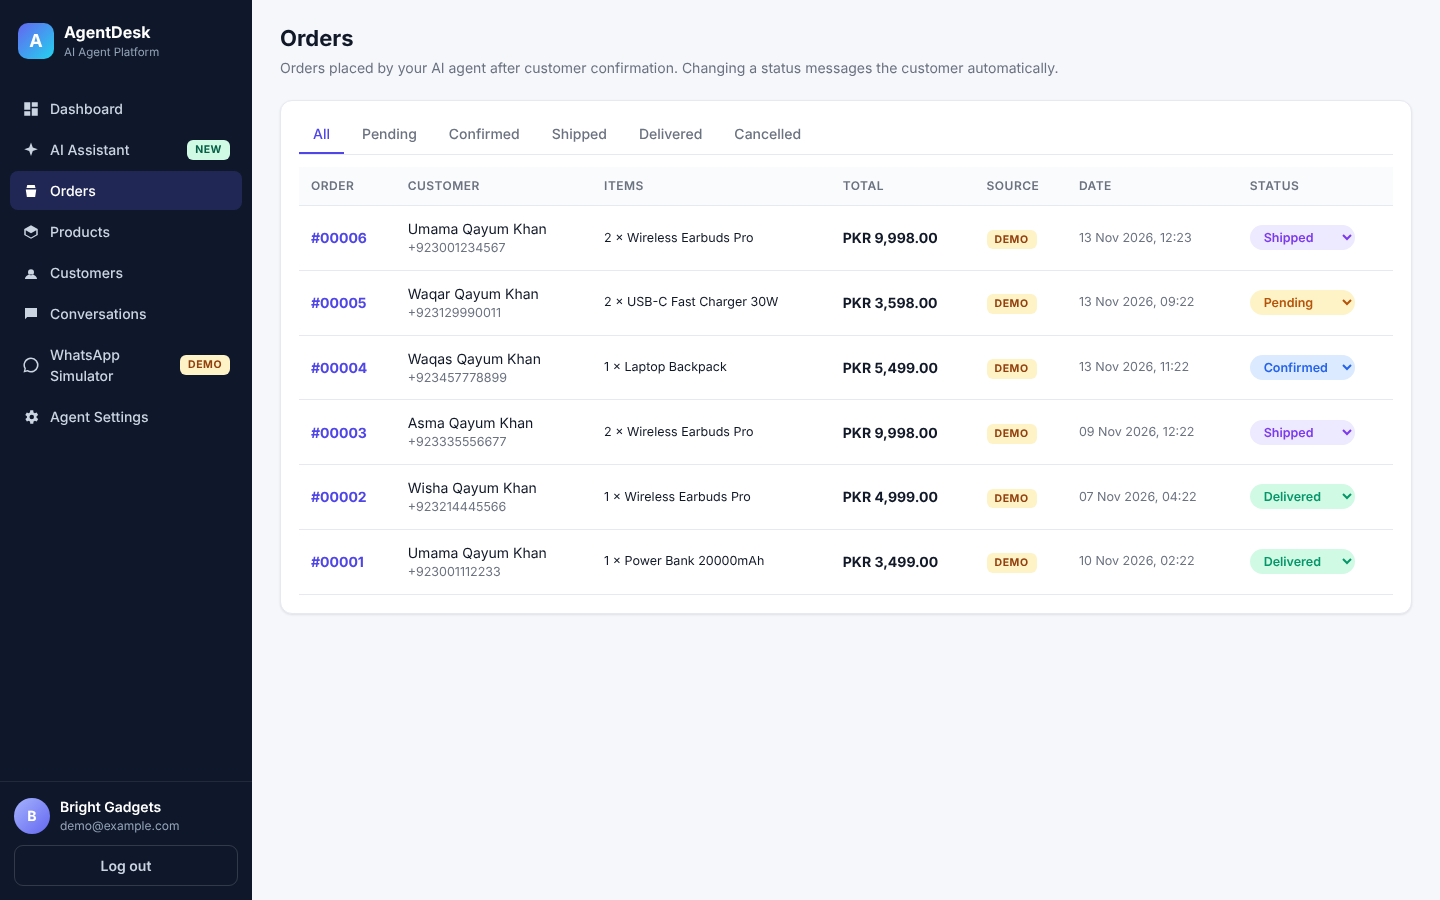 A
AgentDesk
AI Agent Platform
Dashboard
AI Assistant NEW
Orders
Products
Customers
Conversations
WhatsApp
Simulator
DEMO
Agent Settings
B
Bright Gadgets
demo@example.com
Log out
Orders
Orders placed by your AI agent after customer confirmation. Changing a status messages the customer automatically.
All Pending Confirmed Shipped Delivered Cancelled
ORDER CUSTOMER ITEMS TOTAL SOURCE DATE STATUS
#00006 Umama Qayum Khan 2 × Wireless Earbuds Pro PKR 9,998.00 DEMO 13 Nov 2026, 12:23 Shipped
+923001234567
#00005 Waqar Qayum Khan 2 × USB-C Fast Charger 30W PKR 3,598.00 DEMO 13 Nov 2026, 09:22 Pending
+923129990011
#00004 Waqas Qayum Khan 1 × Laptop Backpack PKR 5,499.00 DEMO 13 Nov 2026, 11:22 Confirmed
+923457778899
#00003 Asma Qayum Khan 2 × Wireless Earbuds Pro PKR 9,998.00 DEMO 09 Nov 2026, 12:22 Shipped
+923335556677
#00002 Wisha Qayum Khan 1 × Wireless Earbuds Pro PKR 4,999.00 DEMO 07 Nov 2026, 04:22 Delivered
+923214445566
#00001 Umama Qayum Khan 1 × Power Bank 20000mAh PKR 3,499.00 DEMO 10 Nov 2026, 02:22 Delivered
+923001112233